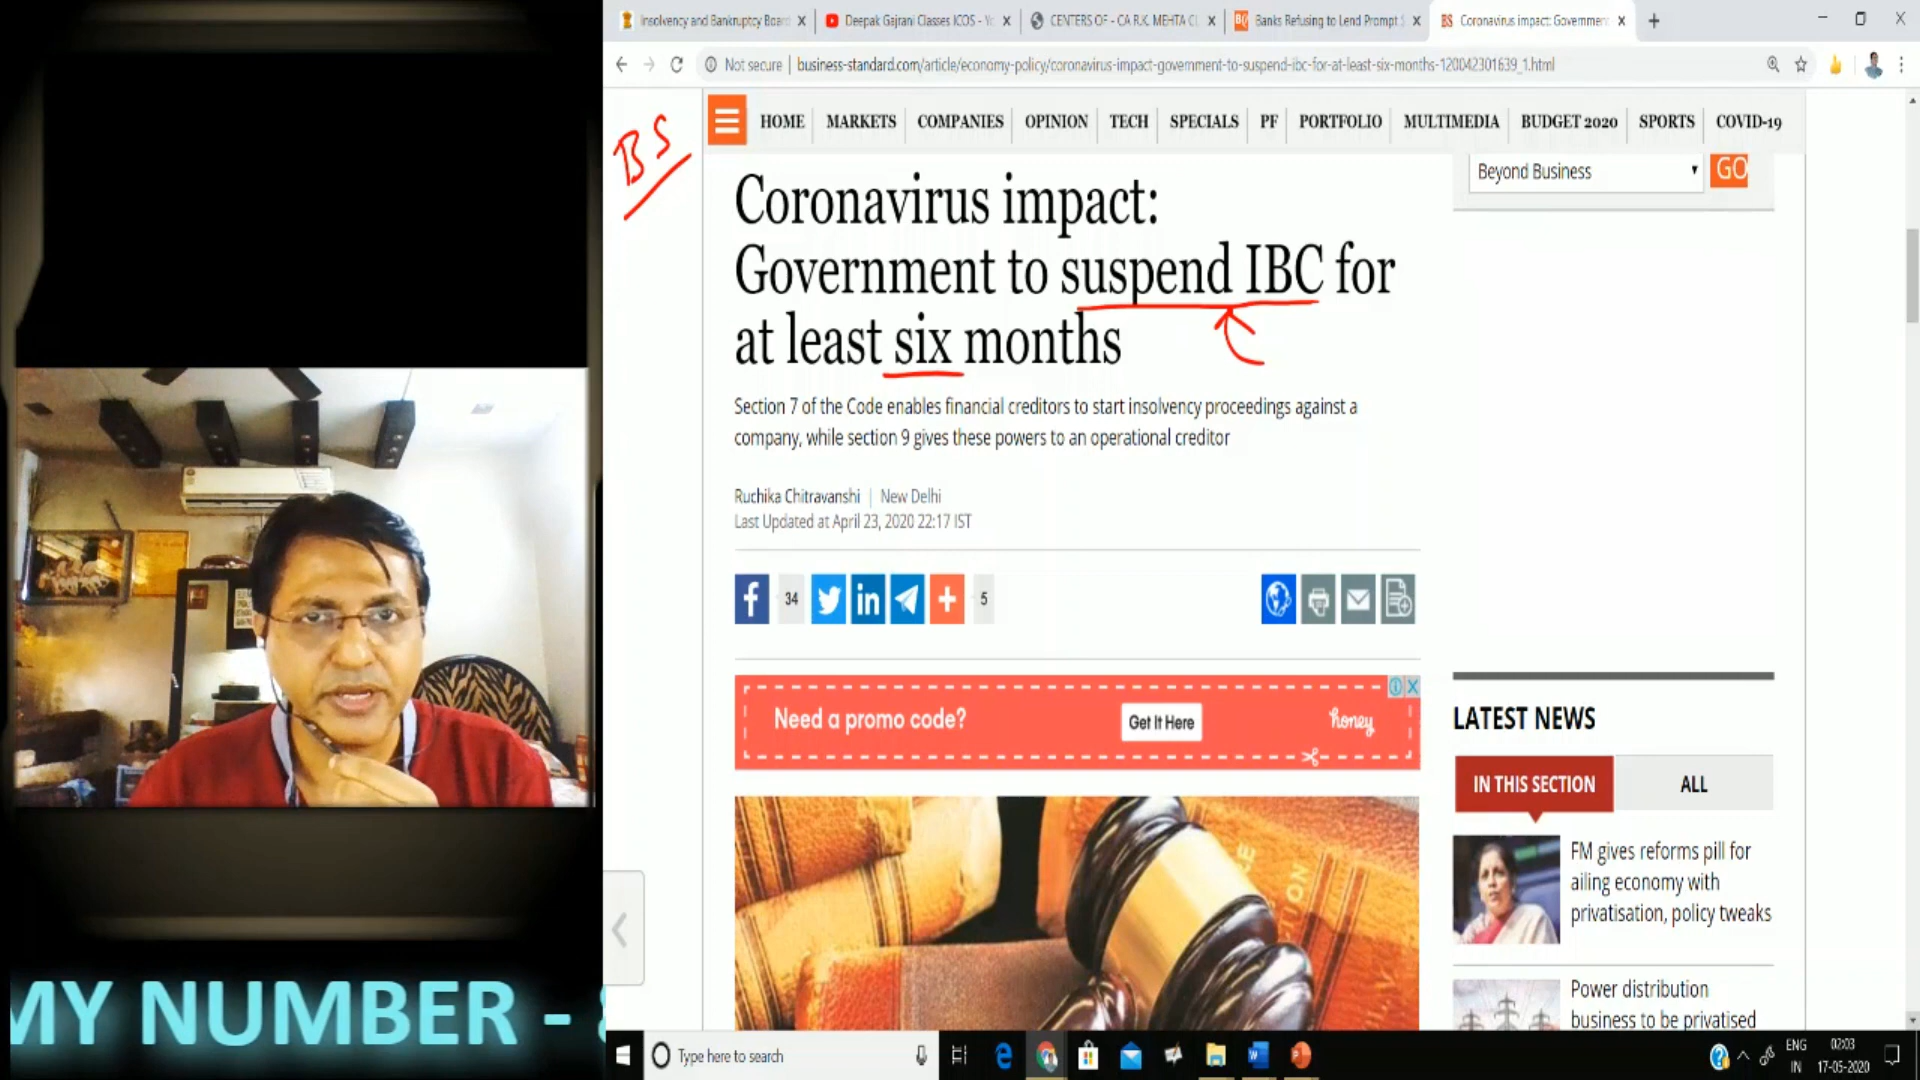 Insolvency and Bankruptcy Board
Deepak Gajrani Classes ICOS - Yo
CENTERS OF - CA R.K. MEHTA CL
Banks Refusing to Lend Prompt S
BS Coronavirus impact: Governmen
Not secure | business-standard.com/article/economy-policy/coronavirus-impact-government-to-suspend-ibc-for-at-least-six-months-120042301639_1.html
BS
HOME MARKETS COMPANIES OPINION TECH SPECIALS PF PORTFOLIO MULTIMEDIA BUDGET 2020 SPORTS COVID-19
Beyond Business GO
Coronavirus impact:
Government to suspend IBC for
at least six months
Section 7 of the Code enables financial creditors to start insolvency proceedings against a
company, while section 9 gives these powers to an operational creditor
Ruchika Chitravanshi | New Delhi
Last Updated at April 23, 2020 22:17 IST
f 34 in + 5
Need a promo code? Get It Here honey
LATEST NEWS
IN THIS SECTION ALL
FM gives reforms pill for
ailing economy with
privatisation, policy tweaks
Power distribution
business to be privatised
MY NUMBER -
Type here to search
ENG
IN
02:03
17-05-2020